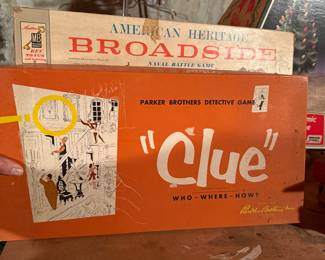 AMERICAN HERITAGE
BROADSIDE
NAVAL BATTLE GAME
PARKER BROTHERS DETECTIVE GAME
"Clue"
WHO - WHERE - HOW?